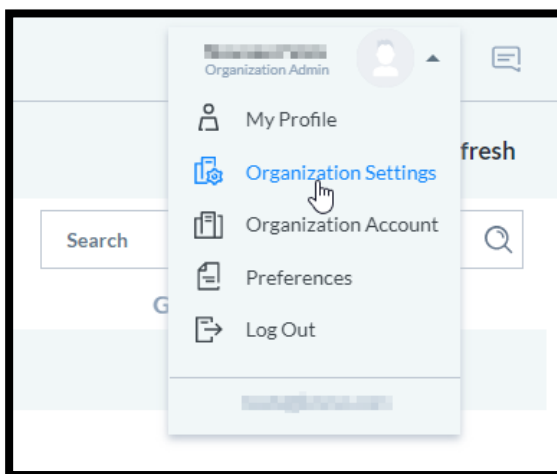 Organization Admin
My Profile
fresh
Organization Settings
Search
Organization Account
Preferences
G
Log Out